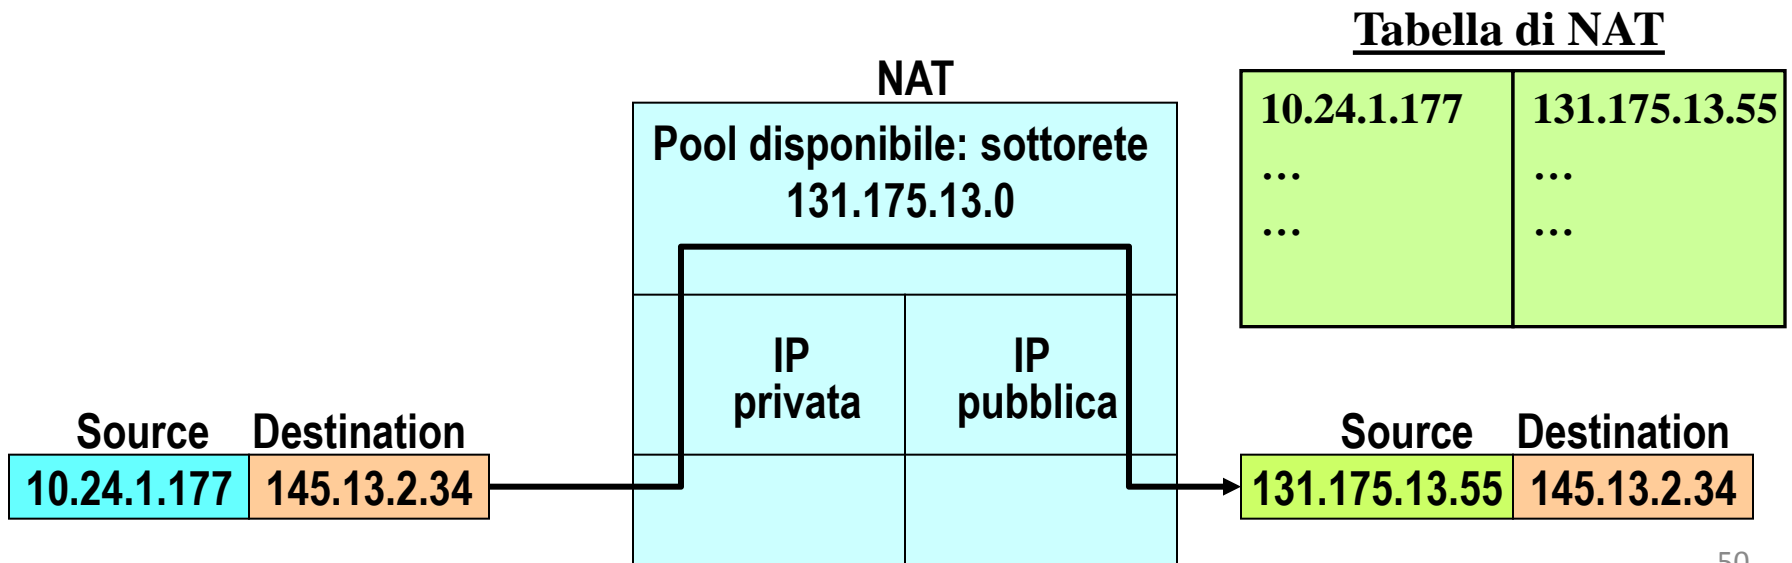 Tabella di NAT
10.24.1.177 131.175.13.55
… …
… …
NAT
Pool disponibile: sottorete
131.175.13.0
IP privata
IP pubblica
Source Destination
10.24.1.177 145.13.2.34
Source Destination
131.175.13.55 145.13.2.34
50